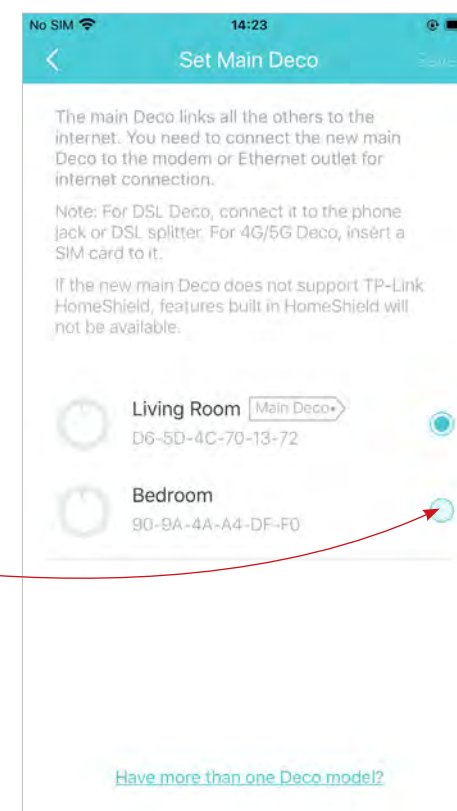 No SIM 14:23
Set Main Deco
The main Deco links all the others to the
internet. You need to connect the new main
Deco to the modem or Ethernet outlet for
internet connection.
Note: For DSL Deco, connect it to the phone
jack or DSL splitter. For 4G/5G Deco, insert a
SIM card to it.
If the new main Deco does not support TP-Link
HomeShield, features built in HomeShield will
not be available.
Living Room Main Deco
D6-5D-4C-70-13-72
Bedroom
90-9A-4A-A4-DF-F0
Have more than one Deco model?